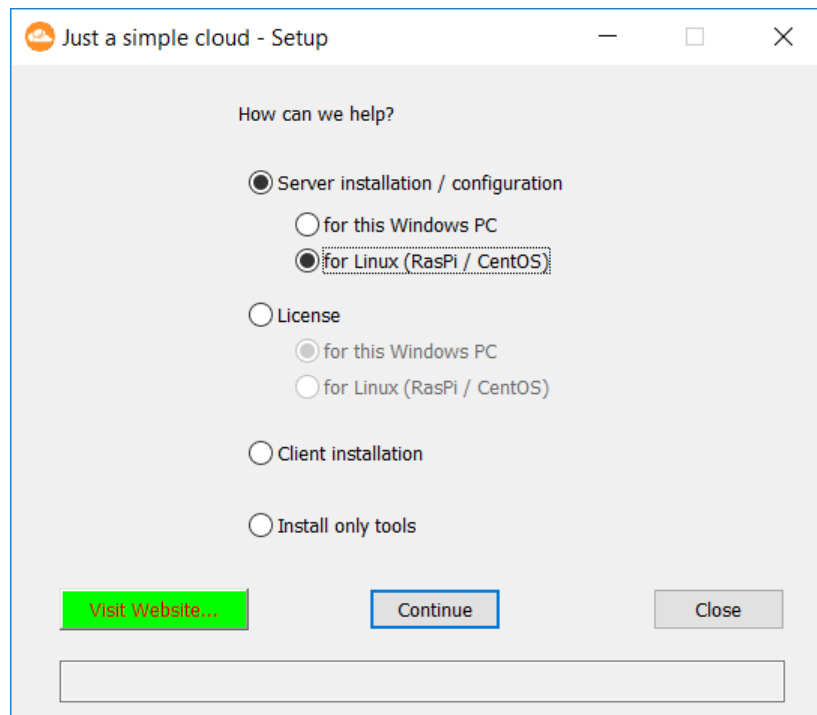 Just a simple cloud - Setup
How can we help?
Server installation / configuration
for this Windows PC
for Linux (RasPi / CentOS)
License
for this Windows PC
for Linux (RasPi / CentOS)
Client installation
Install only tools
Visit Website... Continue Close